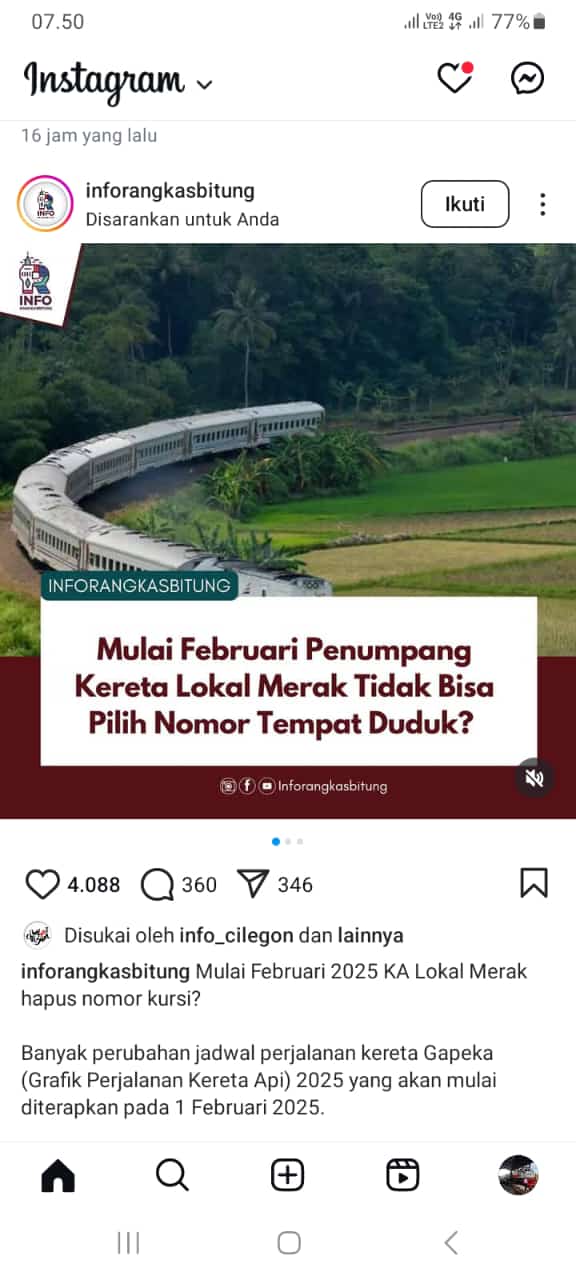 07.50
Vo))
LTE2
4G
77%
Instagram
16 jam yang lalu
inforangkasbitung
Disarankan untuk Anda
Ikuti
INFO
INFO
INFORANGKASBITUNG
Mulai Februari Penumpang
Kereta Lokal Merak Tidak Bisa
Pilih Nomor Tempat Duduk?
Inforangkasbitung
4.088
360
346
Disukai oleh info_cilegon dan lainnya
inforangkasbitung Mulai Februari 2025 KA Lokal Merak
hapus nomor kursi?
Banyak perubahan jadwal perjalanan kereta Gapeka
(Grafik Perjalanan Kereta Api) 2025 yang akan mulai
diterapkan pada 1 Februari 2025.